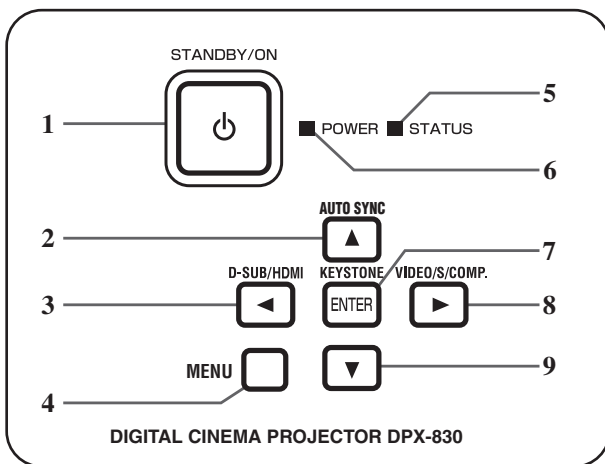 STANDBY/ON
5
1
POWER STATUS
6
AUTO SYNC
2
7
D-SUB/HDMI KEYSTONE VIDEO/S/COMP.
3 ENTER 8
MENU 9
4
DIGITAL CINEMA PROJECTOR DPX-830